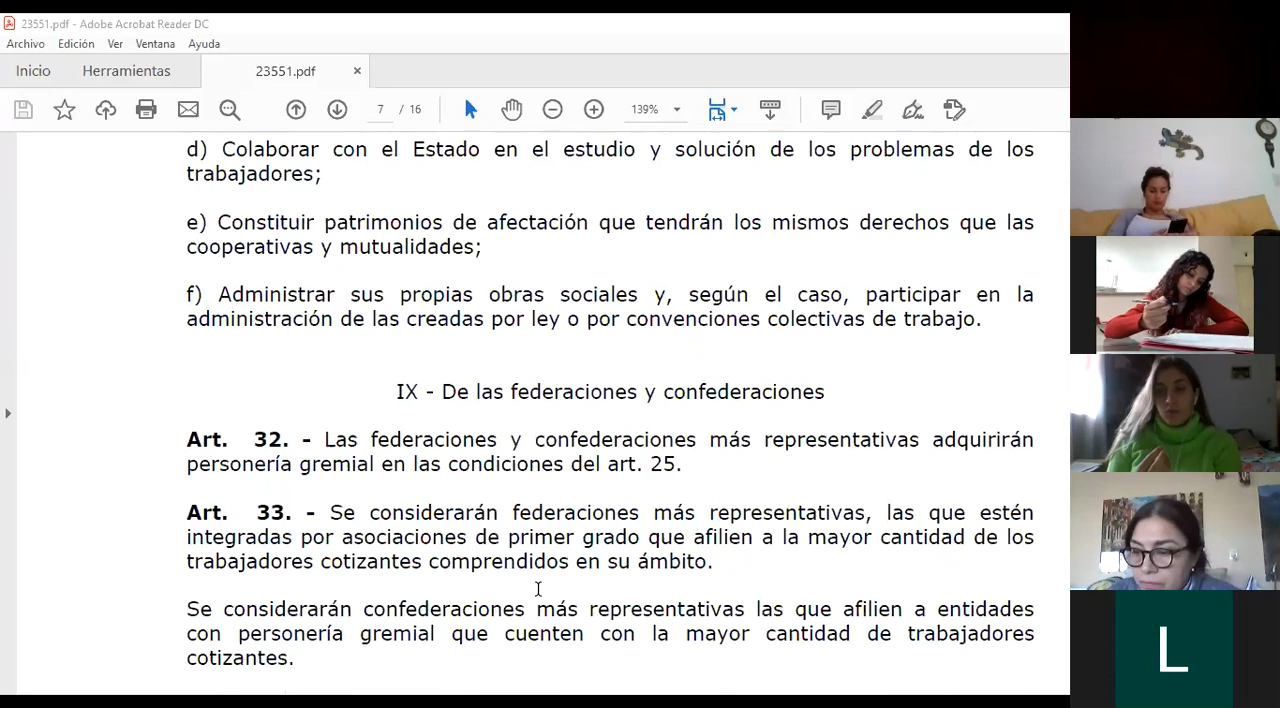 23551.pdf - Adobe Acrobat Reader DC
Archivo Edición Ver Ventana Ayuda
Inicio Herramientas 23551.pdf ×
7 / 16 139%
d) Colaborar con el Estado en el estudio y solución de los problemas de los
trabajadores;
e) Constituir patrimonios de afectación que tendrán los mismos derechos que las
cooperativas y mutualidades;
f) Administrar sus propias obras sociales y, según el caso, participar en la
administración de las creadas por ley o por convenciones colectivas de trabajo.
IX - De las federaciones y confederaciones
Art. 32. - Las federaciones y confederaciones más representativas adquirirán
personería gremial en las condiciones del art. 25.
Art. 33. - Se considerarán federaciones más representativas, las que estén
integradas por asociaciones de primer grado que afilien a la mayor cantidad de los
trabajadores cotizantes comprendidos en su ámbito.
Se considerarán confederaciones más representativas las que afilien a entidades
con personería gremial que cuenten con la mayor cantidad de trabajadores
cotizantes.
L